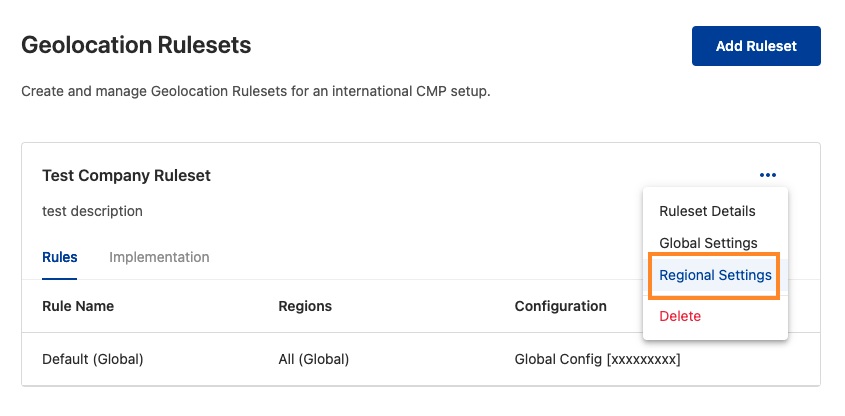 Geolocation Rulesets
Add Ruleset
Create and manage Geolocation Rulesets for an international CMP setup.
Test Company Ruleset
test description
Ruleset Details
Global Settings
Regional Settings
Delete
Rules Implementation
Rule Name Regions Configuration
Default (Global) All (Global) Global Config [xxxxxxxxx]